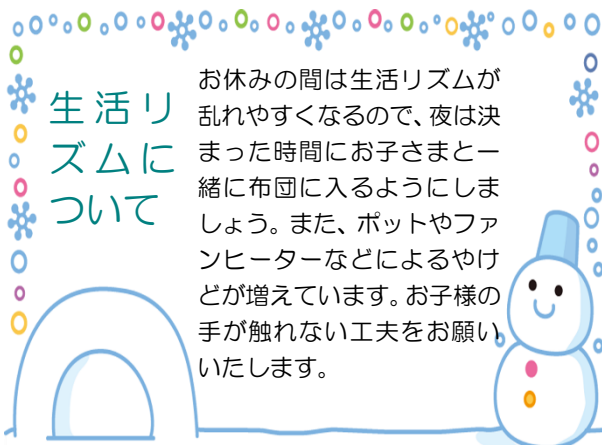 生活リ
ズムに
ついて
お休みの間は生活リズムが
乱れやすくなるので、夜は決
まった時間にお子さまと一
緒に布団に入るようにしま
しょう。また、ポットやファ
ンヒーターなどによるやけ
どが増えています。お子様の
手が触れない工夫をお願い
いたします。